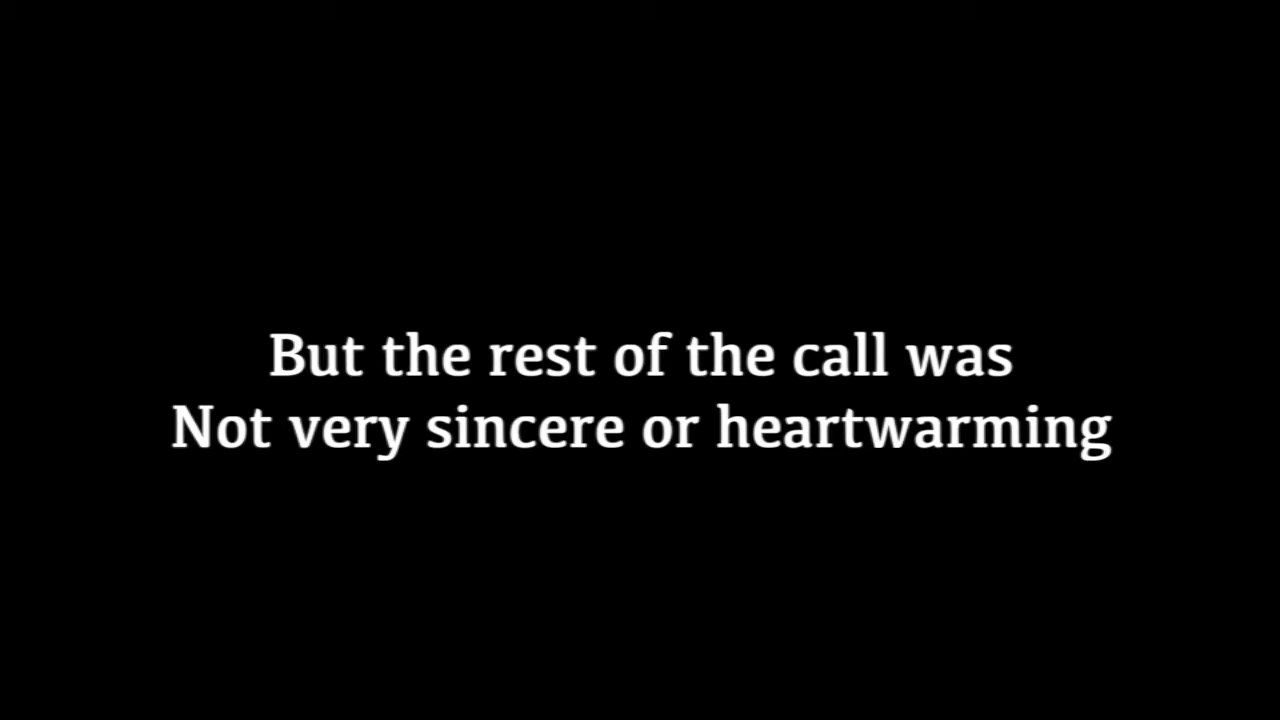 But the rest of the call was
Not very sincere or heartwarming